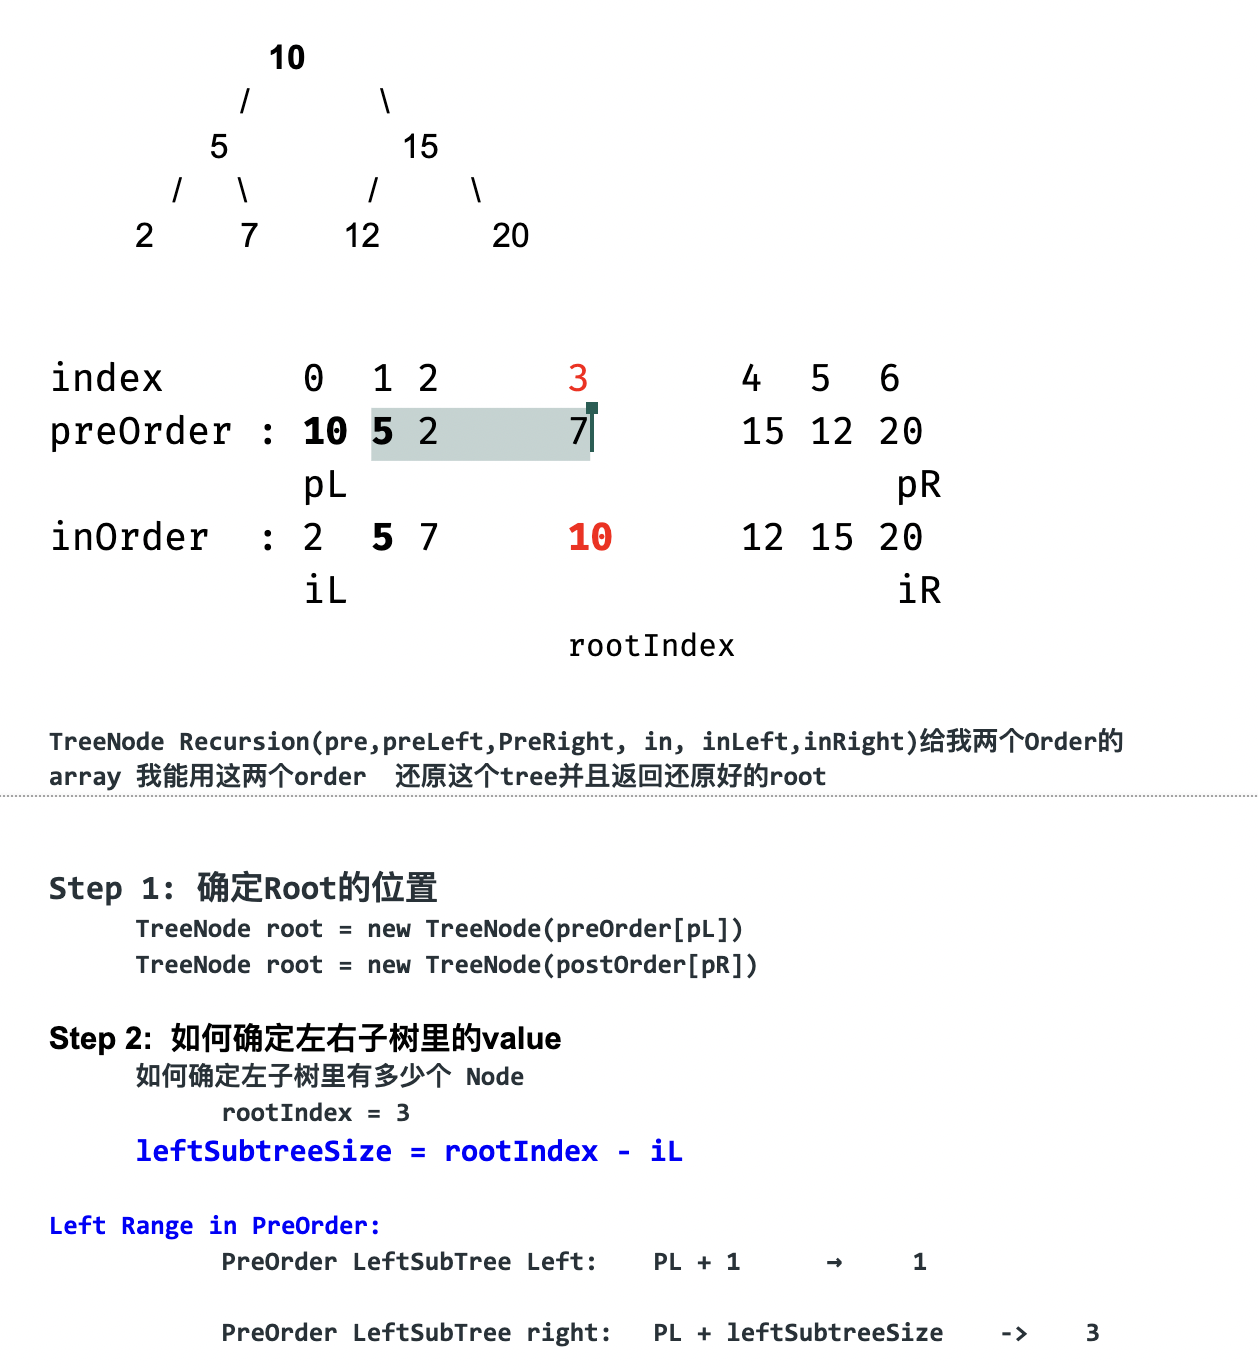 10
/ \
5 15
/ \ / \
2 7 12 20
index 0 1 2 3 4 5 6
preOrder : 10 5 2 7 15 12 20
pL pR
inOrder : 2 5 7 10 12 15 20
iL iR
rootIndex
TreeNode Recursion(pre,preLeft,PreRight, in, inLeft,inRight)给我两个Order的
array 我能用这两个order 还原这个tree并且返回还原好的root
Step 1: 确定Root的位置
TreeNode root = new TreeNode(preOrder[pL])
TreeNode root = new TreeNode(postOrder[pR])
Step 2: 如何确定左右子树里的value
如何确定左子树里有多少个 Node
rootIndex = 3
leftSubtreeSize = rootIndex - iL
Left Range in PreOrder:
PreOrder LeftSubTree Left: PL + 1 → 1
PreOrder LeftSubTree right: PL + leftSubtreeSize -> 3